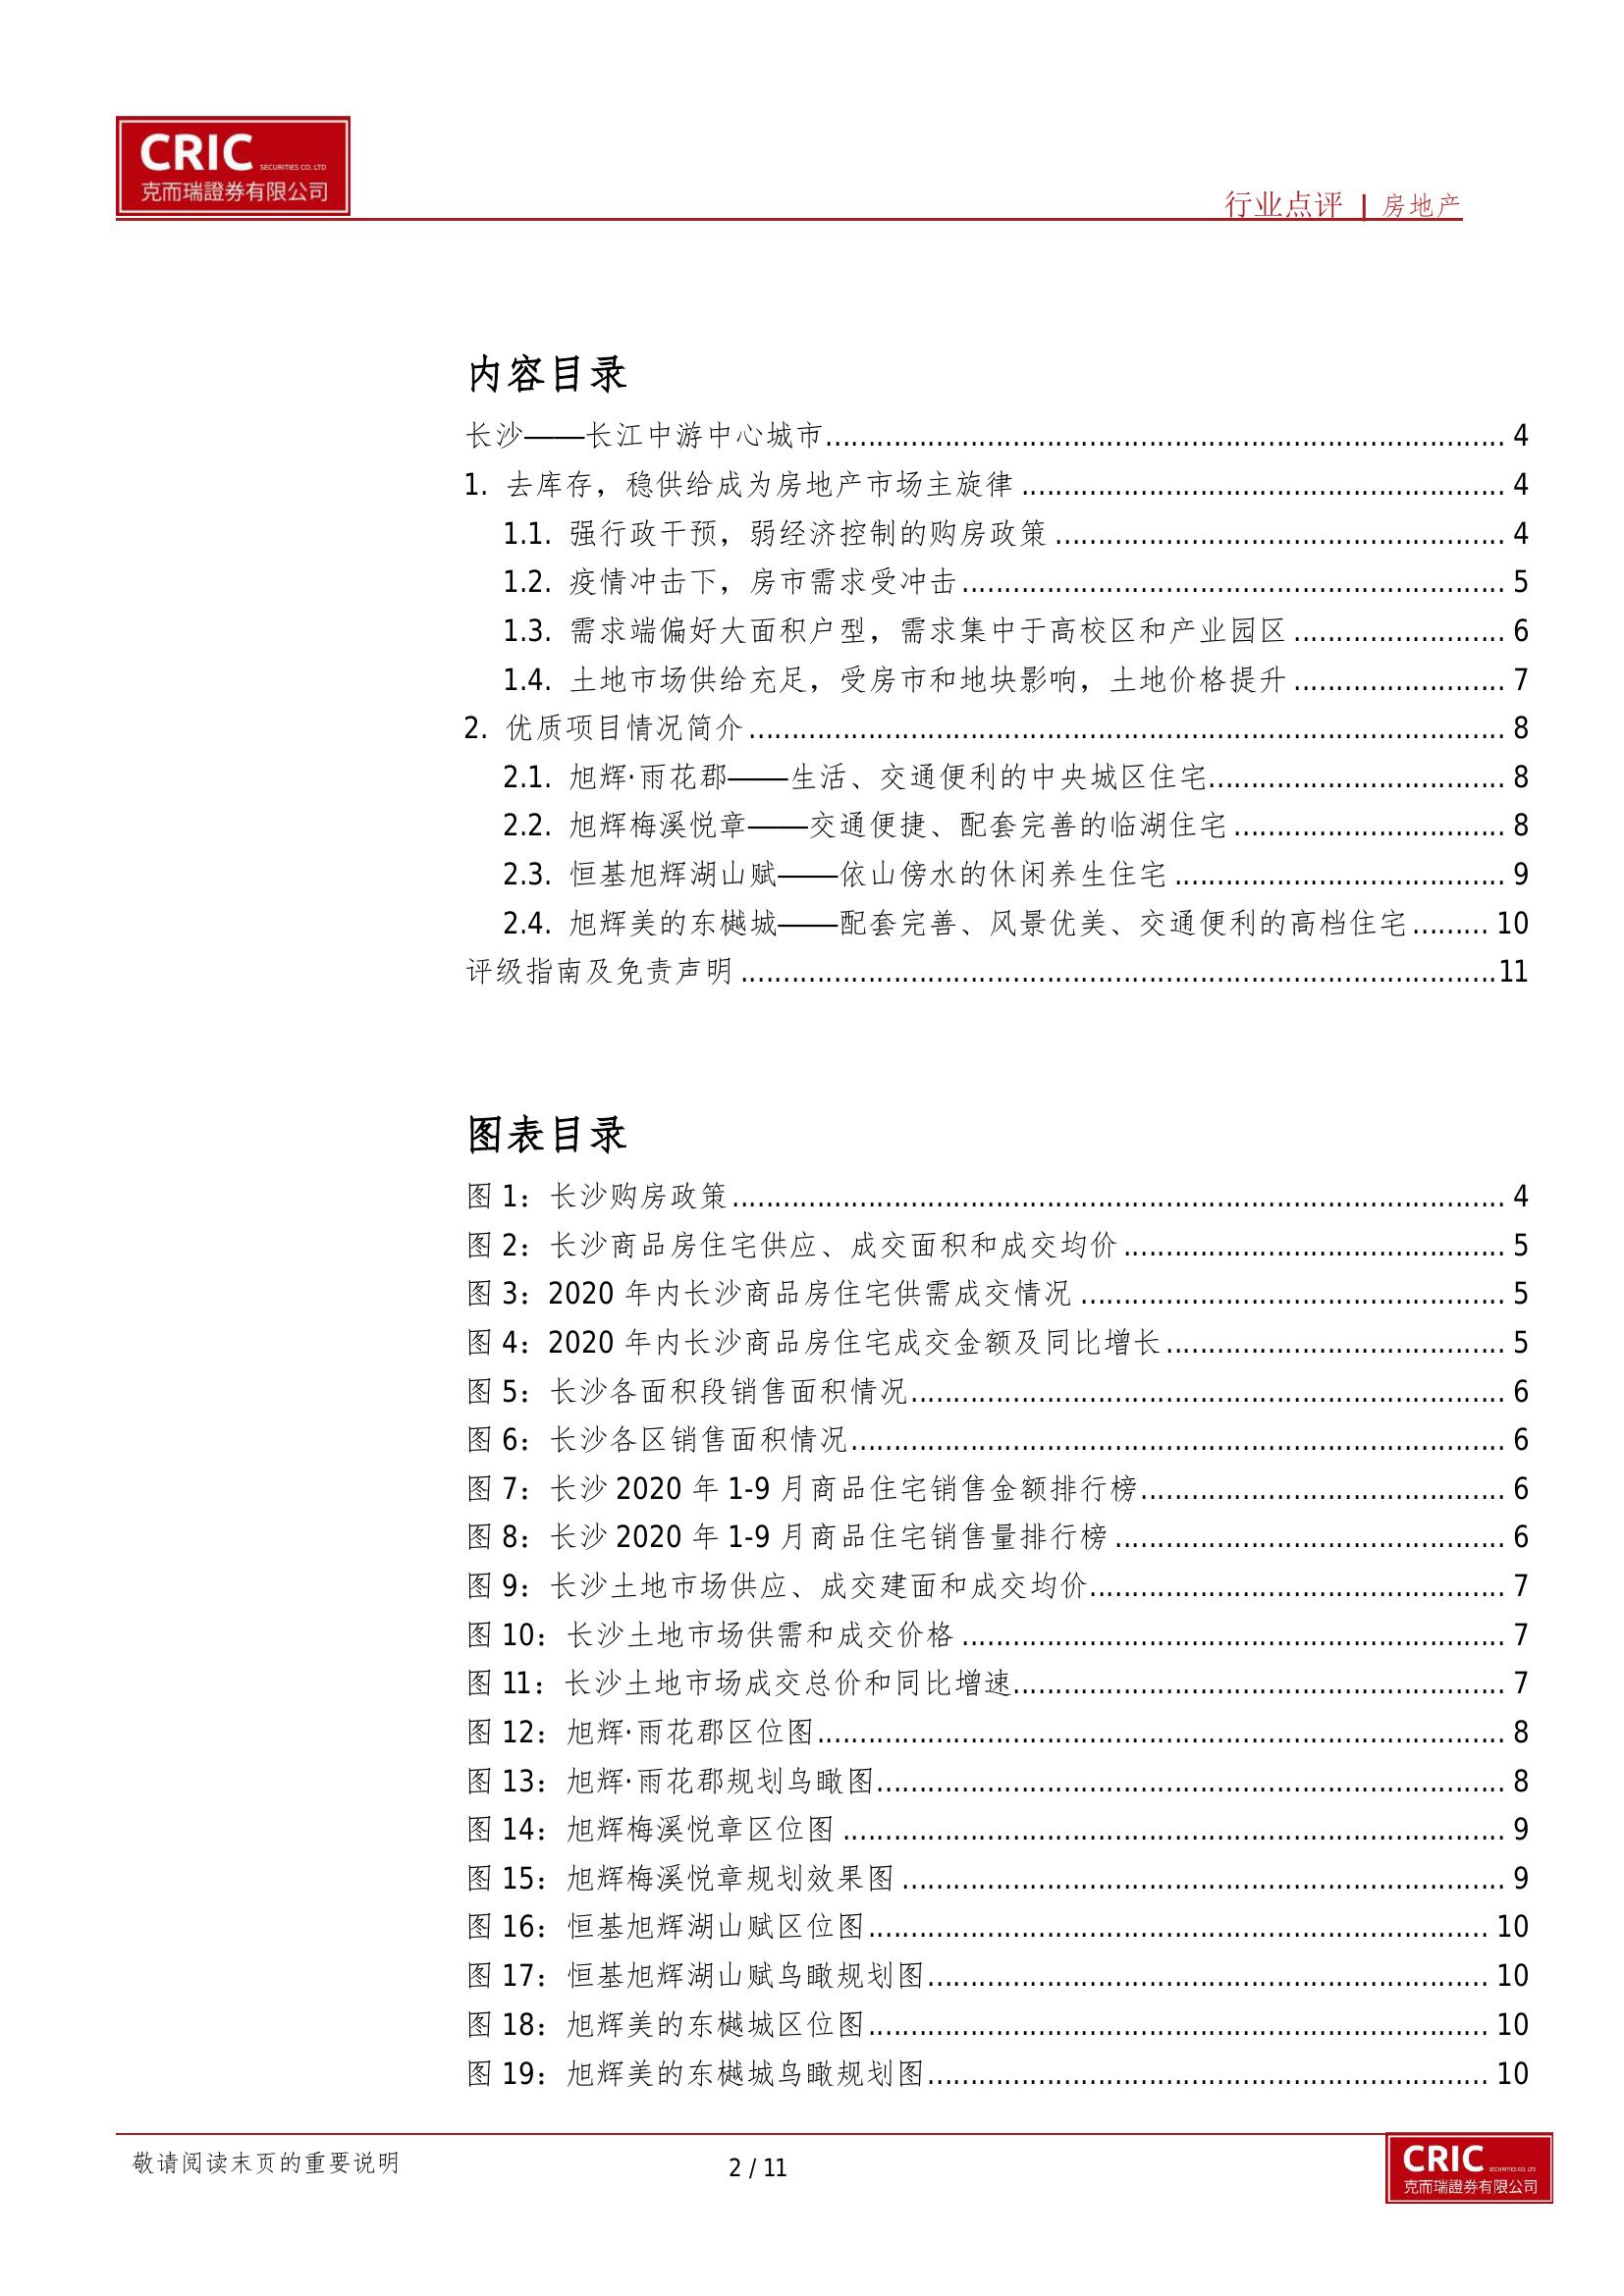 CRIC SECURITIES CO. LTD
克而瑞證券有限公司
行业点评 | 房地产
内容目录
长沙——长江中游中心城市................ 4
1. 去库存，稳供给成为房地产市场主旋律................ 4
1.1. 强行政干预，弱经济控制的购房政策................ 4
1.2. 疫情冲击下，房市需求受冲击................ 5
1.3. 需求端偏好大面积户型，需求集中于高校区和产业园区................ 6
1.4. 土地市场供给充足，受房市和地块影响，土地价格提升................ 7
2. 优质项目情况简介................ 8
2.1. 旭辉·雨花郡——生活、交通便利的中央城区住宅................ 8
2.2. 旭辉梅溪悦章——交通便捷、配套完善的临湖住宅................ 8
2.3. 恒基旭辉湖山赋——依山傍水的休闲养生住宅................ 9
2.4. 旭辉美的东樾城——配套完善、风景优美、交通便利的高档住宅......... 10
评级指南及免责声明................ 11
图表目录
图 1：长沙购房政策................ 4
图 2：长沙商品房住宅供应、成交面积和成交均价................ 5
图 3：2020 年内长沙商品房住宅供需成交情况................ 5
图 4：2020 年内长沙商品房住宅成交金额及同比增长................ 5
图 5：长沙各面积段销售面积情况................ 6
图 6：长沙各区销售面积情况................ 6
图 7：长沙 2020 年 1-9 月商品住宅销售金额排行榜................ 6
图 8：长沙 2020 年 1-9 月商品住宅销售量排行榜................ 6
图 9：长沙土地市场供应、成交建面和成交均价................ 7
图 10：长沙土地市场供需和成交价格................ 7
图 11：长沙土地市场成交总价和同比增速................ 7
图 12：旭辉·雨花郡区位图................ 8
图 13：旭辉·雨花郡规划鸟瞰图................ 8
图 14：旭辉梅溪悦章区位图................ 9
图 15：旭辉梅溪悦章规划效果图................ 9
图 16：恒基旭辉湖山赋区位图................ 10
图 17：恒基旭辉湖山赋鸟瞰规划图................ 10
图 18：旭辉美的东樾城区位图................ 10
图 19：旭辉美的东樾城鸟瞰规划图................ 10
敬请阅读末页的重要说明
2 / 11
CRIC SECURITIES CO. LTD
克而瑞證券有限公司